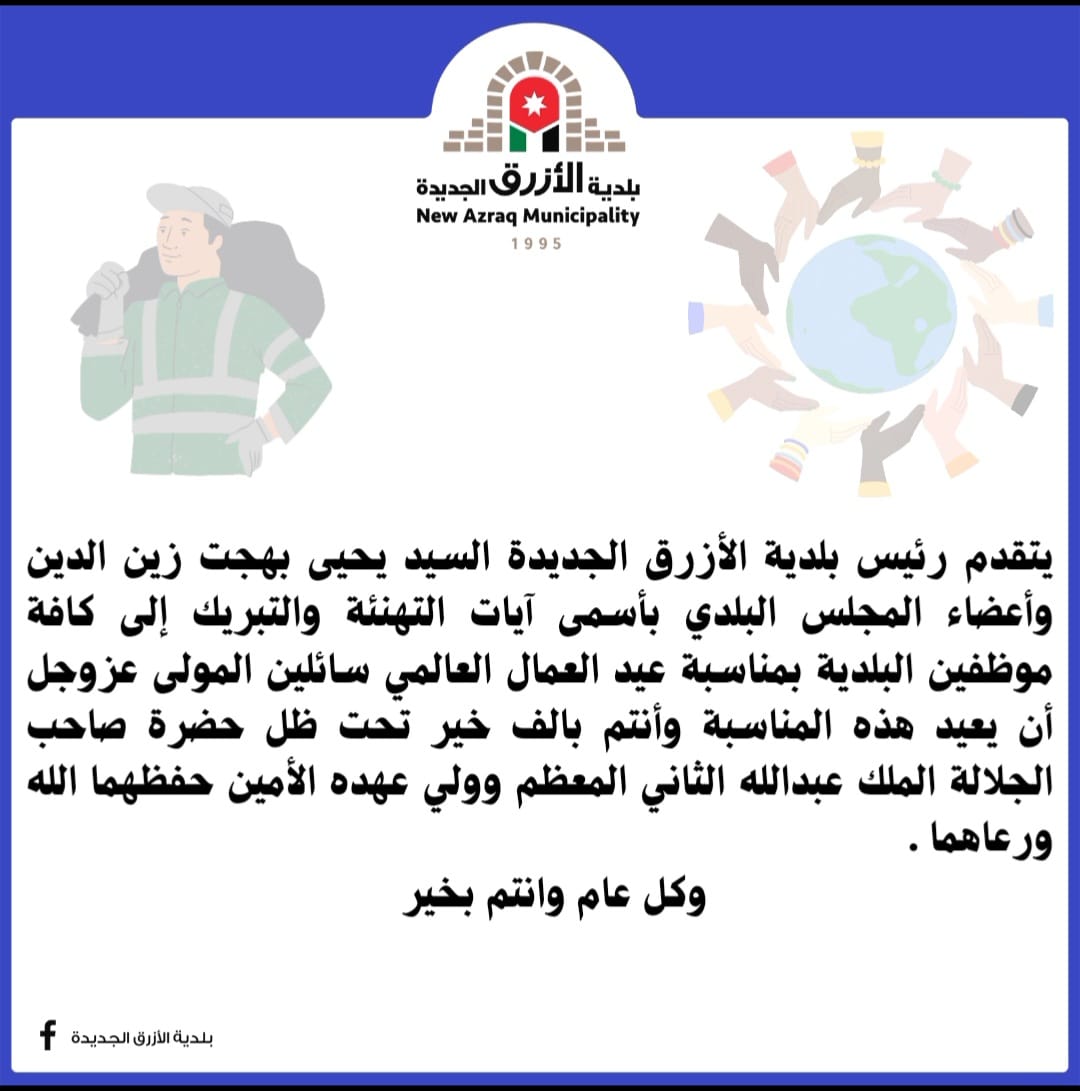 بلدية الأزرق الجديدة
New Azraq Municipality
1995
يتقدم رئيس بلدية الأزرق الجديدة السيد يحيى بهجت زين الدين
وأعضاء المجلس البلدي بأسمى آيات التهنئة والتبريك إلى كافة
موظفين البلدية بمناسبة عيد العمال العالمي سائلين المولى عزوجل
أن يعيد هذه المناسبة وأنتم بالف خير تحت ظل حضرة صاحب
الجلالة الملك عبدالله الثاني المعظم وولي عهده الأمين حفظهما الله
ورعاهما .
وكل عام وانتم بخير
بلدية الأزرق الجديدة